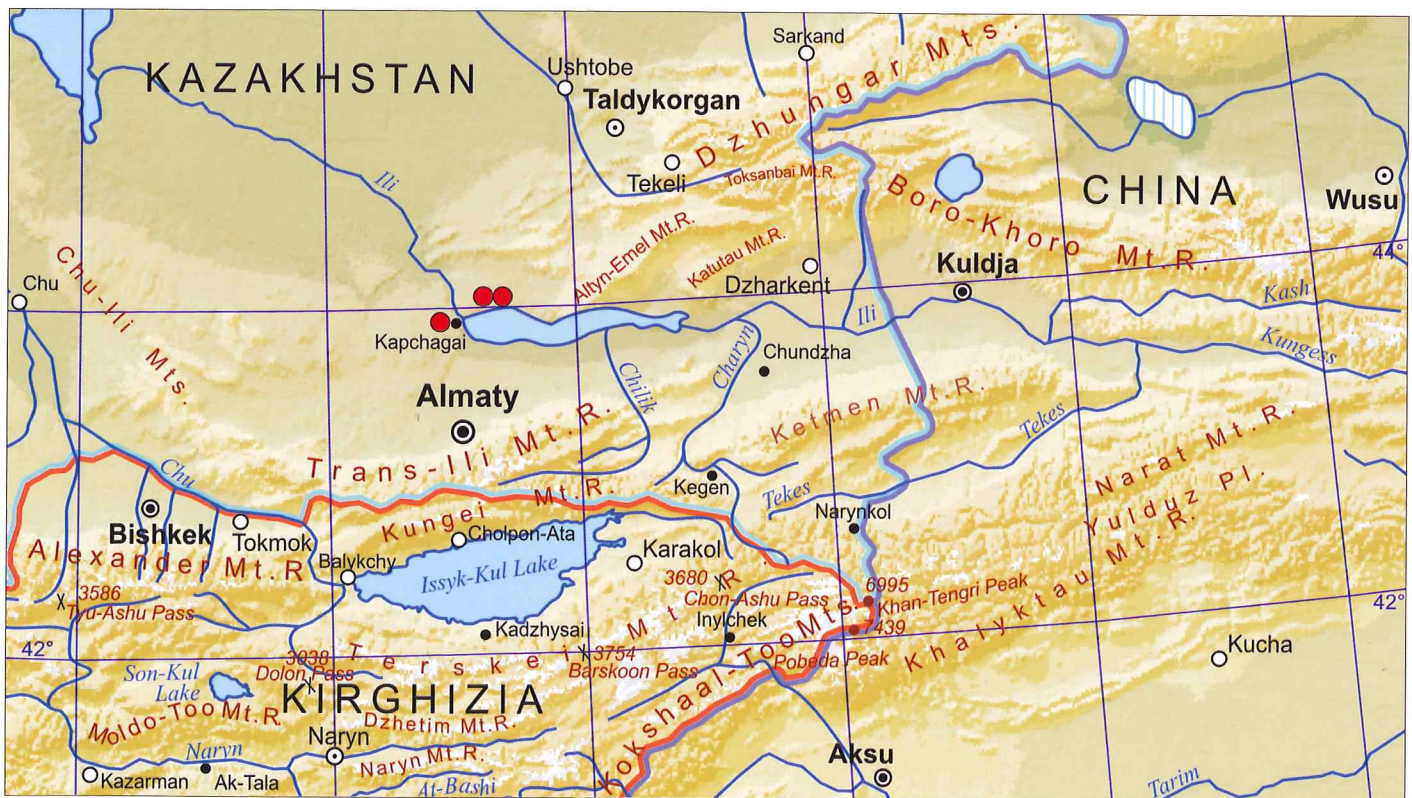 Sarkand
KAZAKHSTAN
Ushtobe
Taldykorgan
Dzhungar Mts.
Tekeli
Toksanbai Mt.R.
CHINA
Wusu
Ili
Boro-Khoro Mt.R.
Altyn-Emel Mt.R.
Katutau Mt.R.
44°
Chu-Ili Mts.
Chu
Dzharkent
Kuldja
Kash
Ili
Kapchagai
Kungess
Chilik
Charyn
Chundzha
Almaty
Ketmen Mt.R.
Tekes
Trans-Ili Mt.R.
Narat Mt.R.
Chu
Kegen
Tekes
Yulduz Pl.
Kungei Mt.R.
Narynkol
Bishkek
Tokmok
Cholpon-Ata
Alexander Mt.R
Balykchy
Issyk-Kul Lake
Karakol
3586
Tyu-Ashu Pass
3680
Chon-Ashu Pass
6995
Khan-Tengri Peak
42°
Khalyktau Mt.R.
Inylchek
7439
Kadzhysai
42°
Terskei Mt.R
3754
Barskoon Pass
Pobeda Peak
Kucha
3038
Dolon Pass
Son-Kul
Lake
KIRGHIZIA
Kokshaal-Too Mts.
Moldo-Too Mt.R.
Dzhetim Mt.R.
Naryn
Naryn
Naryn Mt.R.
Aksu
Kazarman
Ak-Tala
At-Bashi
Tarim